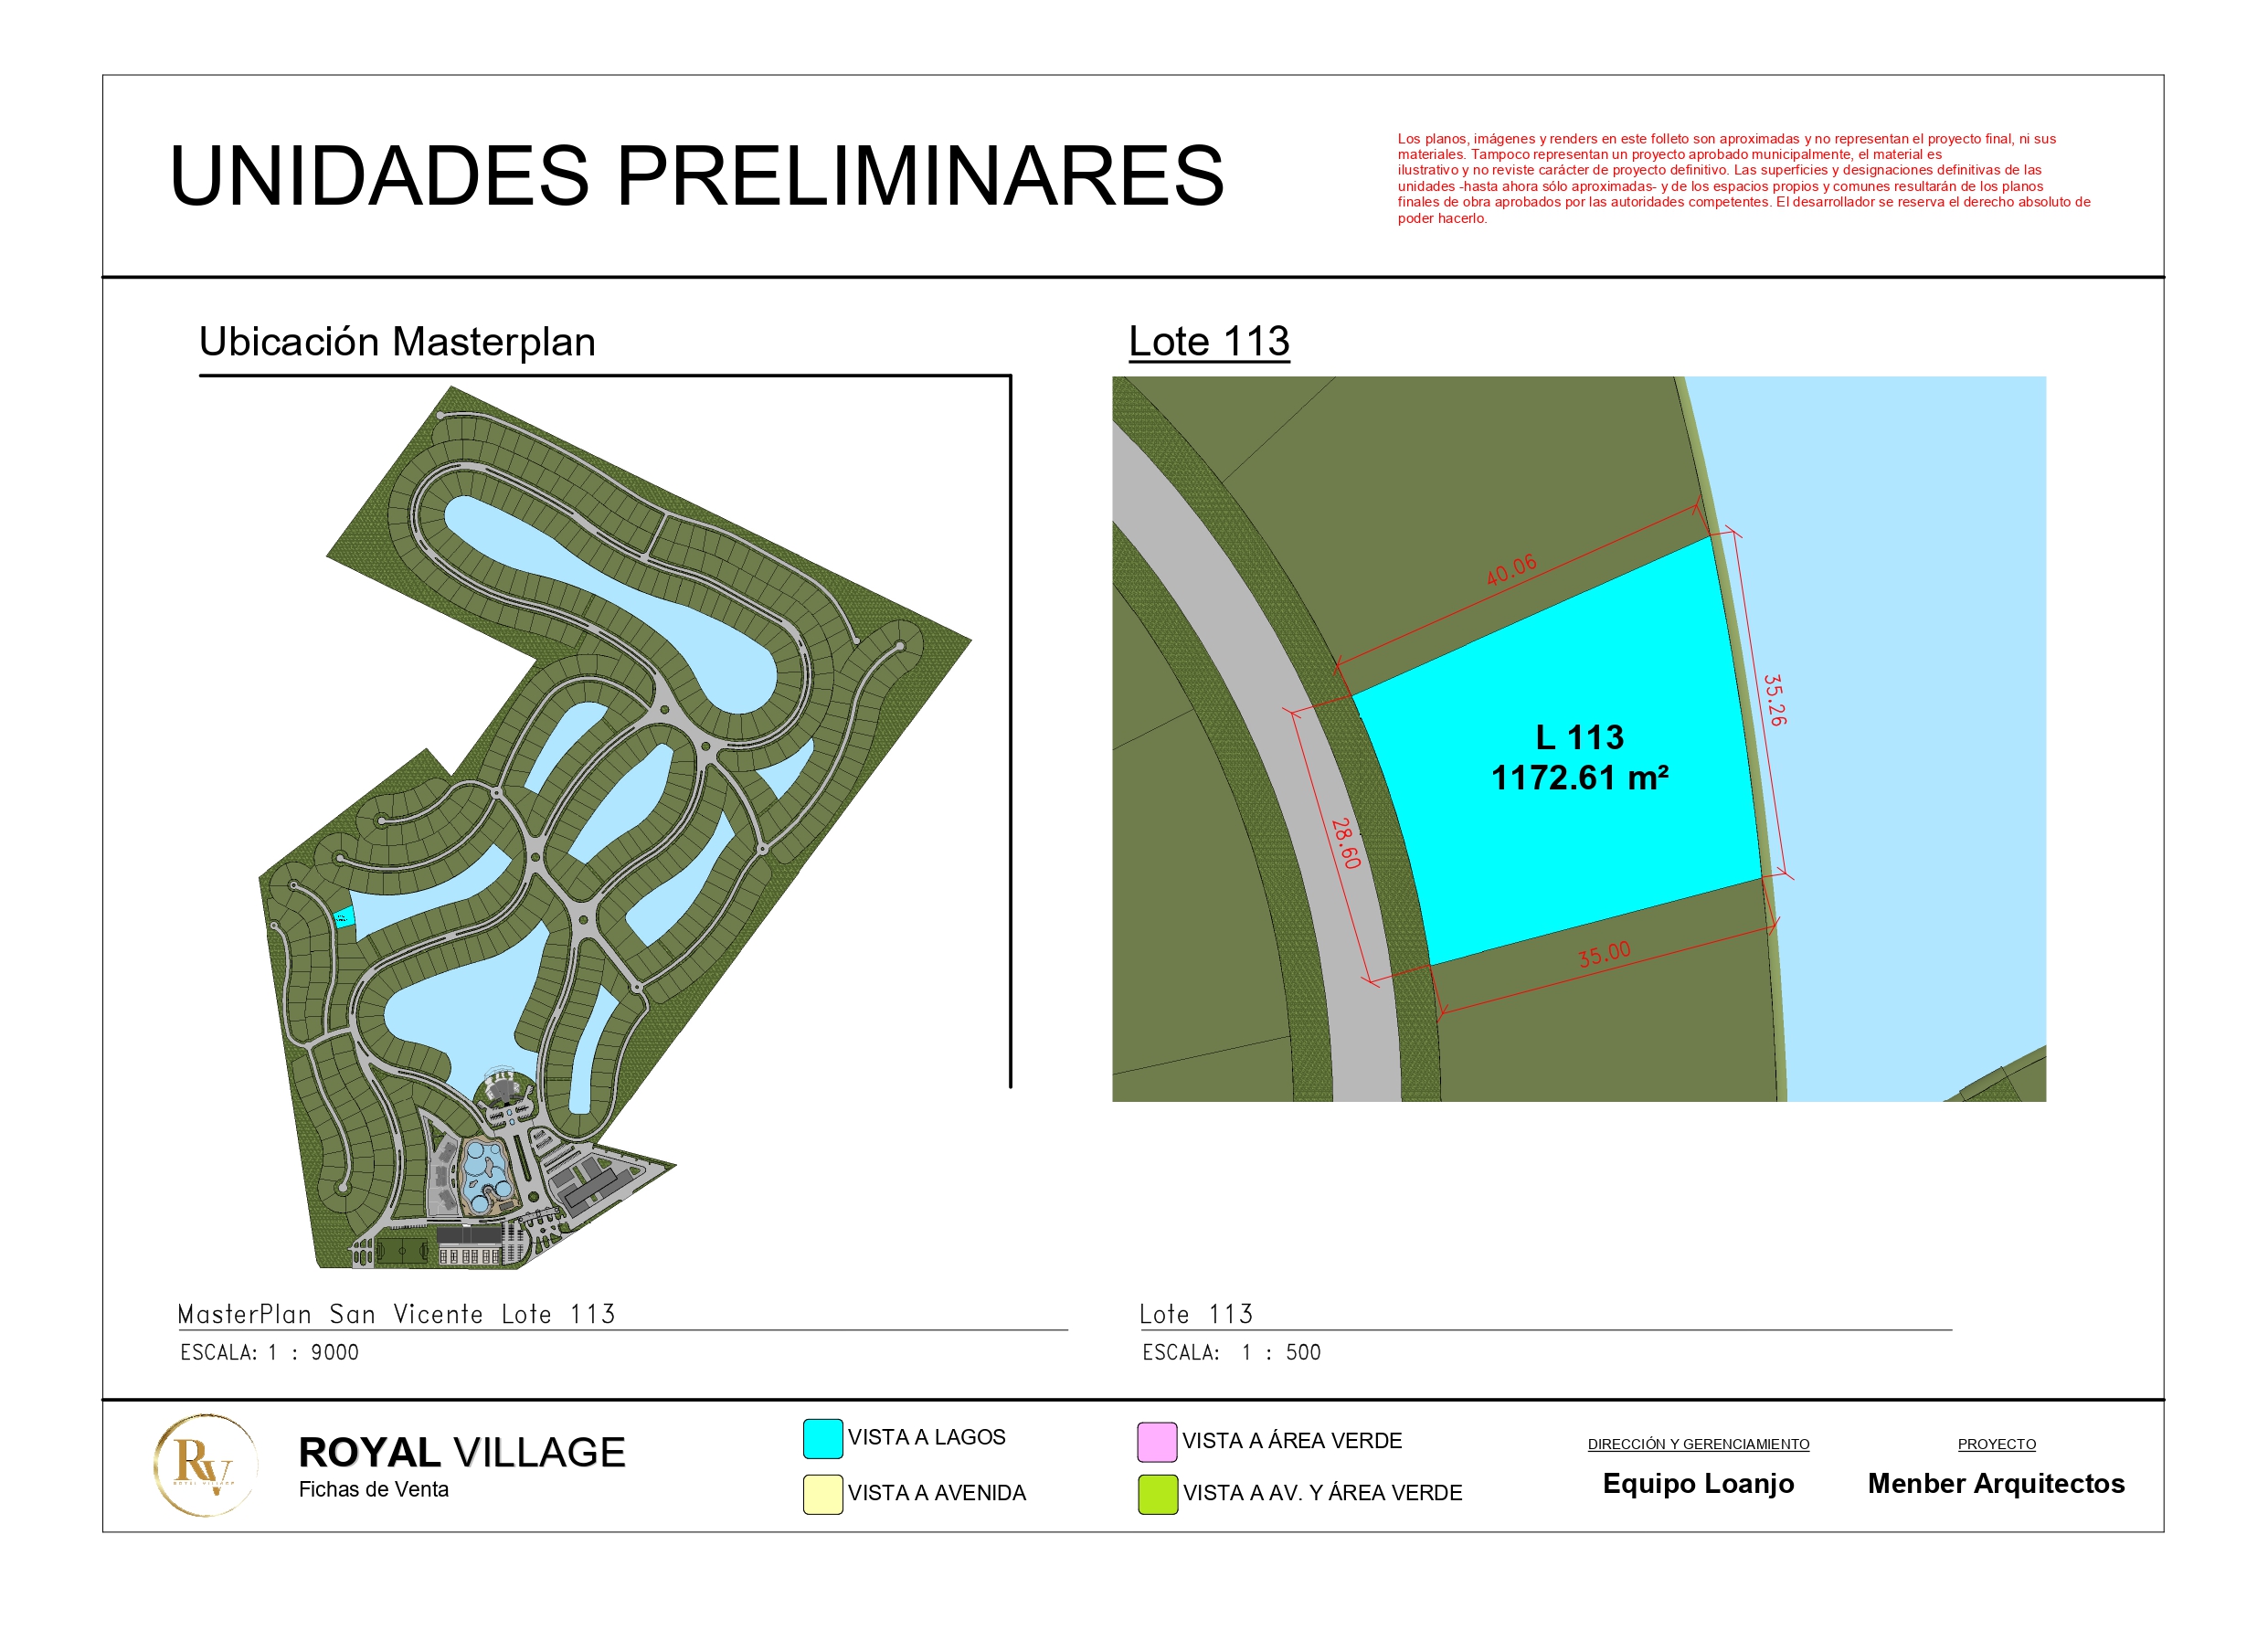 UNIDADES PRELIMINARES
Los planos, imágenes y renders en este folleto son aproximadas y no representan el proyecto final, ni sus
materiales. Tampoco representan un proyecto aprobado municipalmente, el material es
ilustrativo y no reviste carácter de proyecto definitivo. Las superficies y designaciones definitivas de las
unidades -hasta ahora sólo aproximadas- y de los espacios propios y comunes resultarán de los planos
finales de obra aprobados por las autoridades competentes. El desarrollador se reserva el derecho absoluto de
poder hacerlo.
Ubicación Masterplan
Lote 113
40.06
35.26
L 113
1172.61 m²
28.60
35.00
MasterPlan San Vicente Lote 113
ESCALA: 1 : 9000
Lote 113
ESCALA: 1 : 500
RV
ROYAL VILLAGE
ROYAL VILLAGE
Fichas de Venta
VISTA A LAGOS
VISTA A AVENIDA
VISTA A ÁREA VERDE
VISTA A AV. Y ÁREA VERDE
DIRECCIÓN Y GERENCIAMIENTO
Equipo Loanjo
PROYECTO
Menber Arquitectos